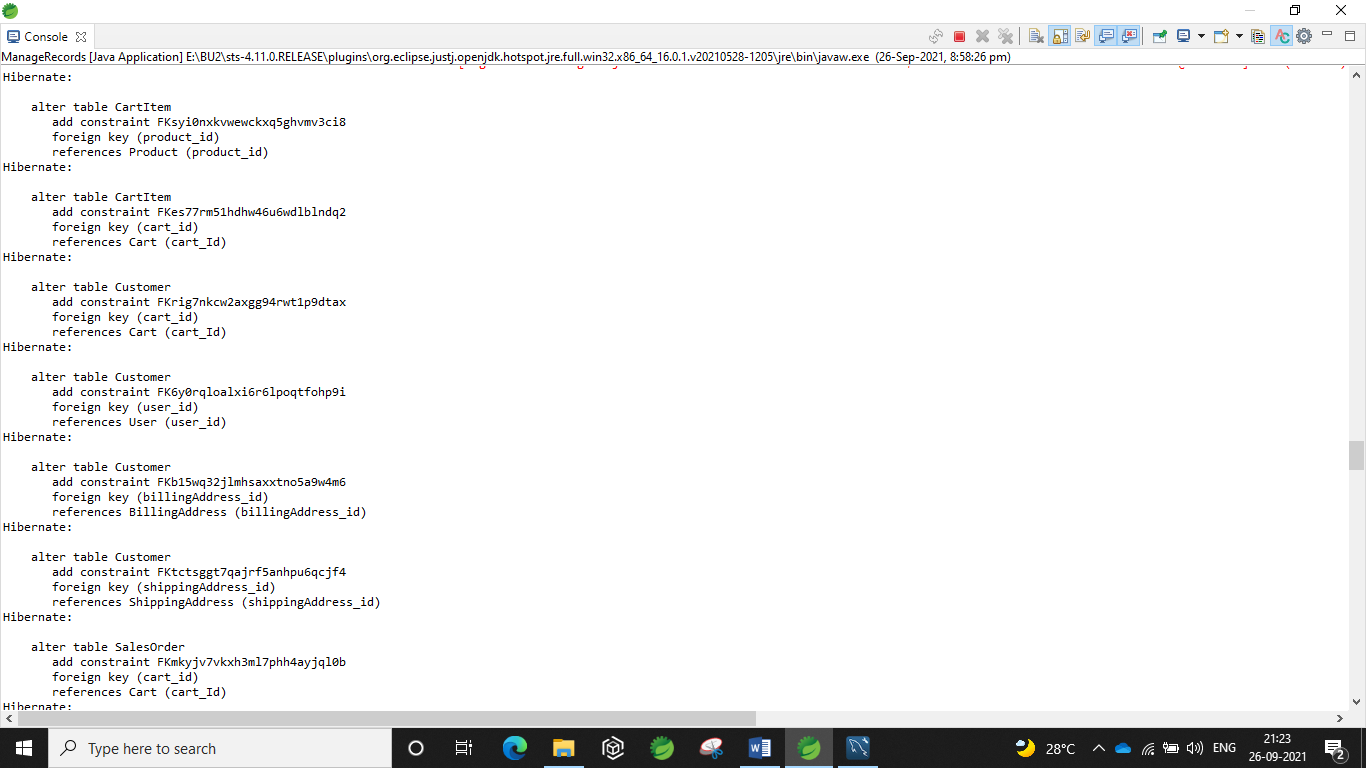 Console
ManageRecords [Java Application] E:\BU2\sts-4.11.0.RELEASE\plugins\org.eclipse.justj.openjdk.hotspot.jre.full.win32.x86_64_16.0.1.v20210528-1205\jre\bin\javaw.exe (26-Sep-2021, 8:58:26 pm)
Hibernate:
alter table CartItem
add constraint FKsyi0nxkvwewckxq5ghvmv3ci8
foreign key (product_id)
references Product (product_id)
Hibernate:
alter table CartItem
add constraint FKes77rm51hdhw46u6wdlblndq2
foreign key (cart_id)
references Cart (cart_Id)
Hibernate:
alter table Customer
add constraint FKrig7nkcw2axgg94rwt1p9dtax
foreign key (cart_id)
references Cart (cart_Id)
Hibernate:
alter table Customer
add constraint FK6y0rqloalxi6r6lpoqtfohp9i
foreign key (user_id)
references User (user_id)
Hibernate:
alter table Customer
add constraint FKb15wq32jlmhsaxxtno5a9w4m6
foreign key (billingAddress_id)
references BillingAddress (billingAddress_id)
Hibernate:
alter table Customer
add constraint FKtctsggt7qajrf5anhpu6qcjf4
foreign key (shippingAddress_id)
references ShippingAddress (shippingAddress_id)
Hibernate:
alter table SalesOrder
add constraint FKmkyjv7vkxh3ml7phh4ayjql0b
foreign key (cart_id)
references Cart (cart_Id)
Hibernate:
Type here to search
28°C
ENG
21:23
26-09-2021
2